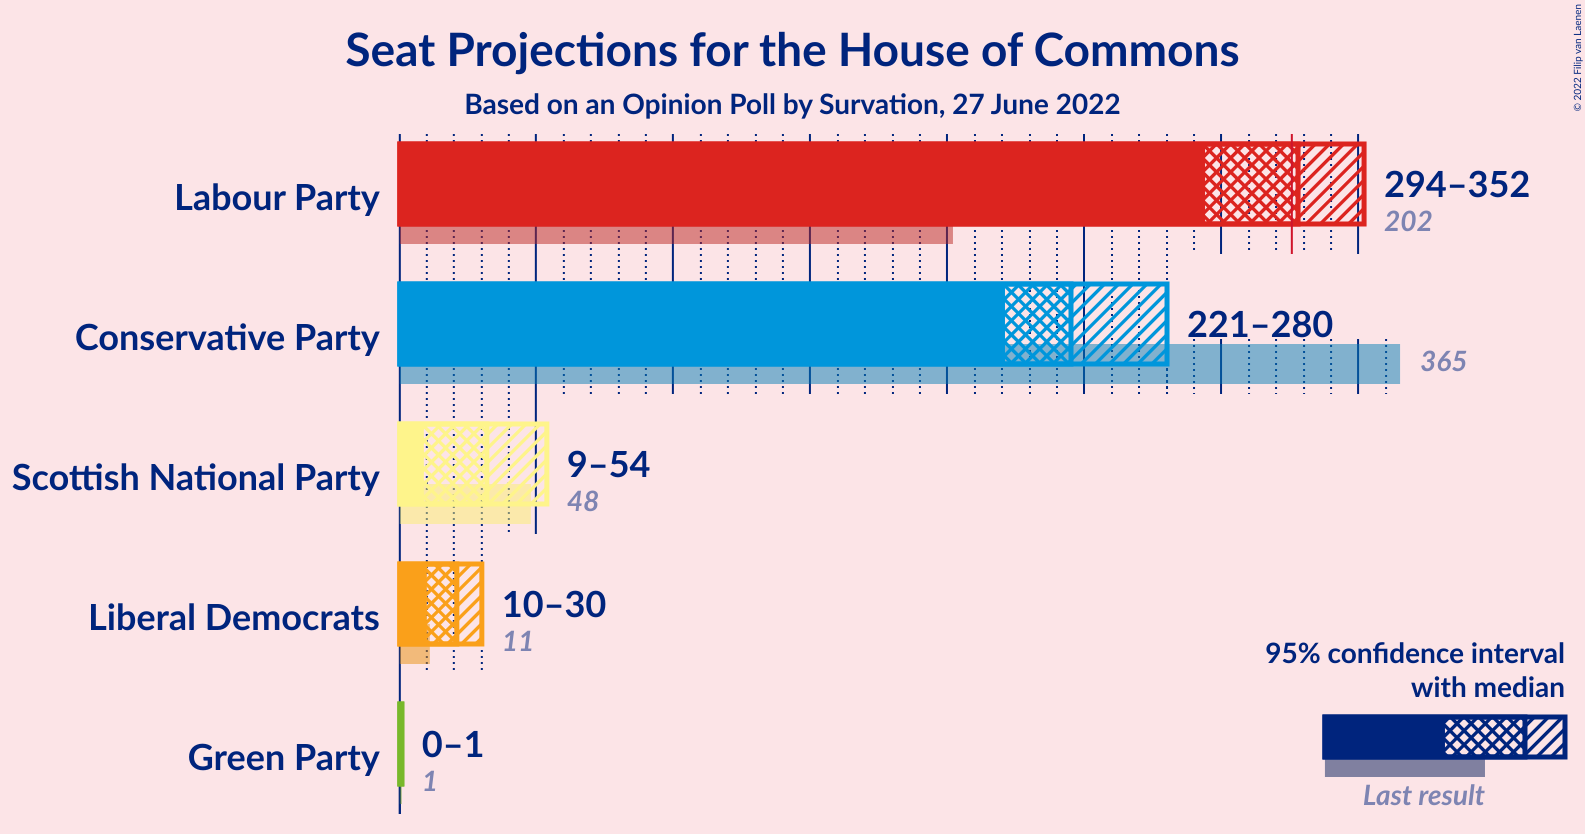 Seat Projections for the House of Commons
Based on an Opinion Poll by Survation, 27 June 2022
© 2022 Filip van Laenen
Labour Party
294–352
202
Conservative Party
221–280
365
Scottish National Party
9–54
48
Liberal Democrats
10–30
11
Green Party
0–1
1
95% confidence interval
with median
Last result